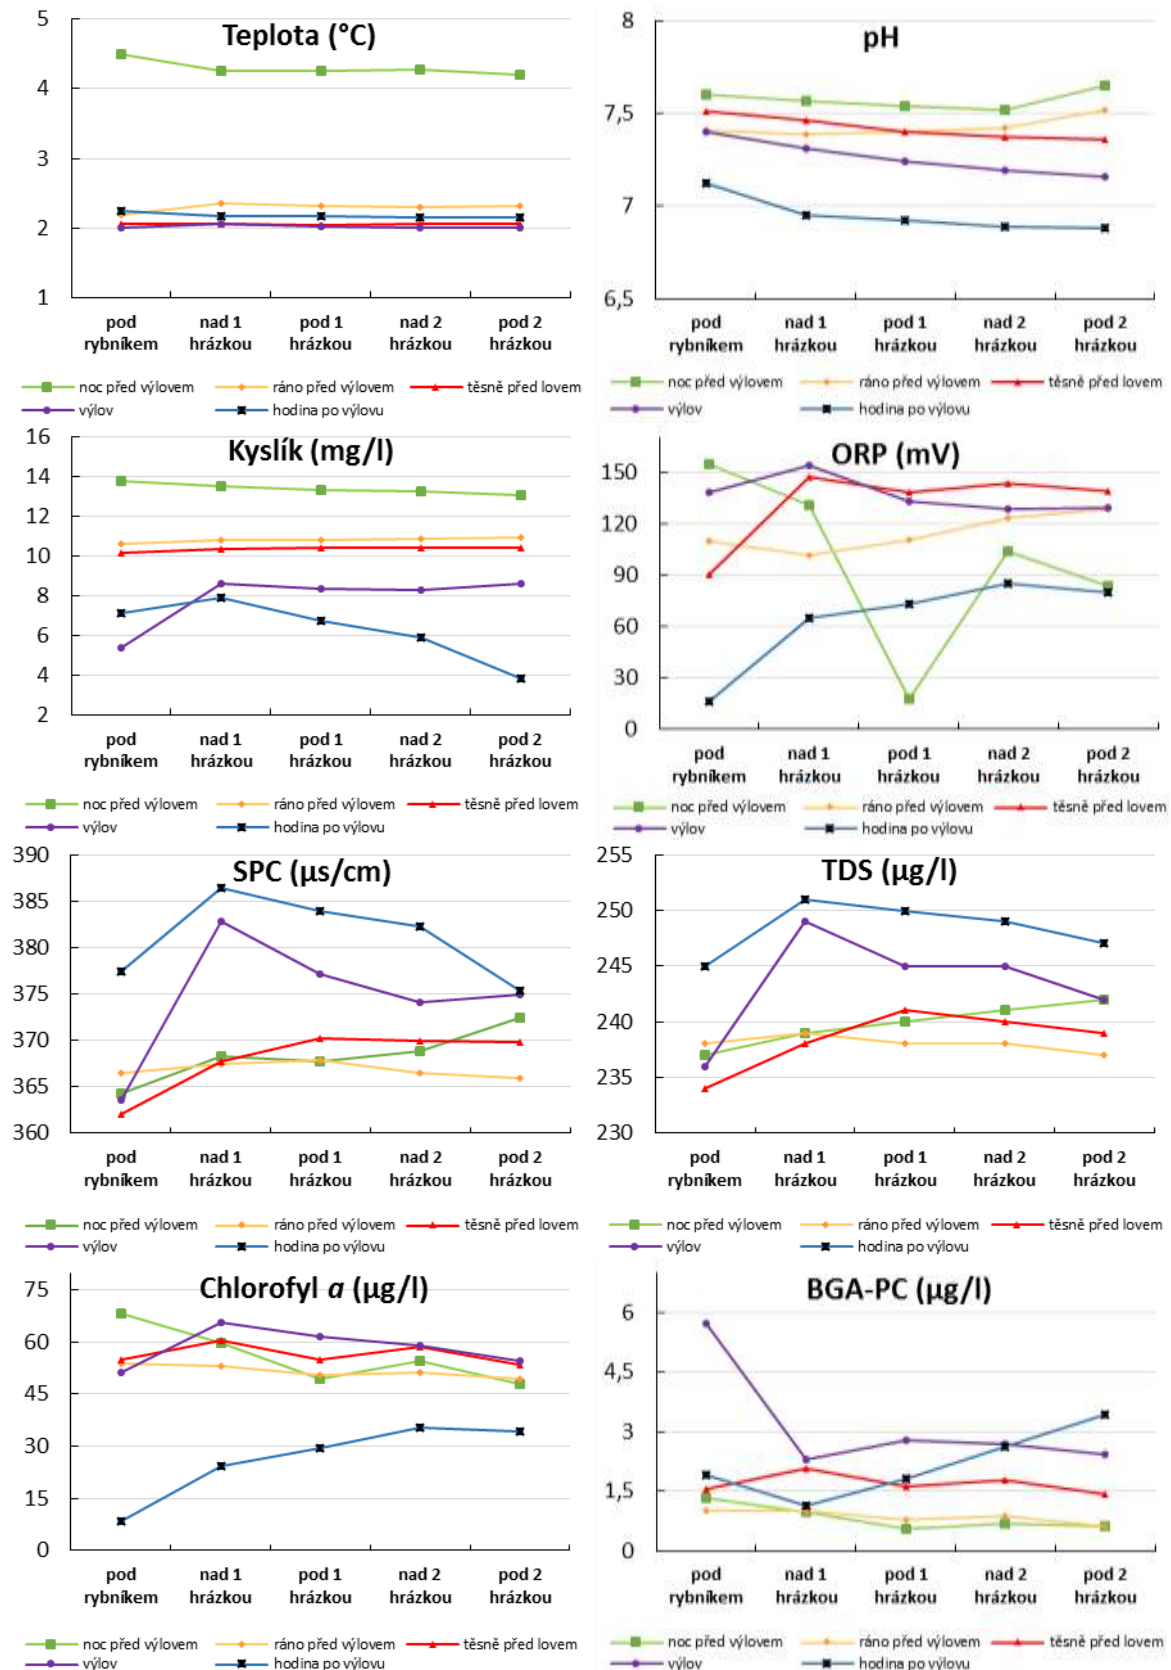 Teplota (°C)
5
4
3
2
1
pod rybníkem
nad 1 hrázkou
pod 1 hrázkou
nad 2 hrázkou
pod 2 hrázkou
noc před výlovem
ráno před výlovem
těsně před lovem
výlov
hodina po výlovu
pH
8
7,5
7
6,5
pod rybníkem
nad 1 hrázkou
pod 1 hrázkou
nad 2 hrázkou
pod 2 hrázkou
noc před výlovem
ráno před výlovem
těsně před lovem
výlov
hodina po výlovu
Kyslík (mg/l)
16
14
12
10
8
6
4
2
pod rybníkem
nad 1 hrázkou
pod 1 hrázkou
nad 2 hrázkou
pod 2 hrázkou
noc před výlovem
ráno před výlovem
těsně před lovem
výlov
hodina po výlovu
ORP (mV)
150
120
90
60
30
0
pod rybníkem
nad 1 hrázkou
pod 1 hrázkou
nad 2 hrázkou
pod 2 hrázkou
noc před výlovem
ráno před výlovem
těsně před lovem
výlov
hodina po výlovu
SPC (µs/cm)
390
385
380
375
370
365
360
pod rybníkem
nad 1 hrázkou
pod 1 hrázkou
nad 2 hrázkou
pod 2 hrázkou
noc před výlovem
ráno před výlovem
těsně před lovem
výlov
hodina po výlovu
TDS (µg/l)
255
250
245
240
235
230
pod rybníkem
nad 1 hrázkou
pod 1 hrázkou
nad 2 hrázkou
pod 2 hrázkou
noc před výlovem
ráno před výlovem
těsně před lovem
výlov
hodina po výlovu
Chlorofyl a (µg/l)
75
60
45
30
15
0
pod rybníkem
nad 1 hrázkou
pod 1 hrázkou
nad 2 hrázkou
pod 2 hrázkou
noc před výlovem
ráno před výlovem
těsně před lovem
výlov
hodina po výlovu
BGA-PC (µg/l)
6
4,5
3
1,5
0
pod rybníkem
nad 1 hrázkou
pod 1 hrázkou
nad 2 hrázkou
pod 2 hrázkou
noc před výlovem
ráno před výlovem
těsně před lovem
výlov
hodina po výlovu